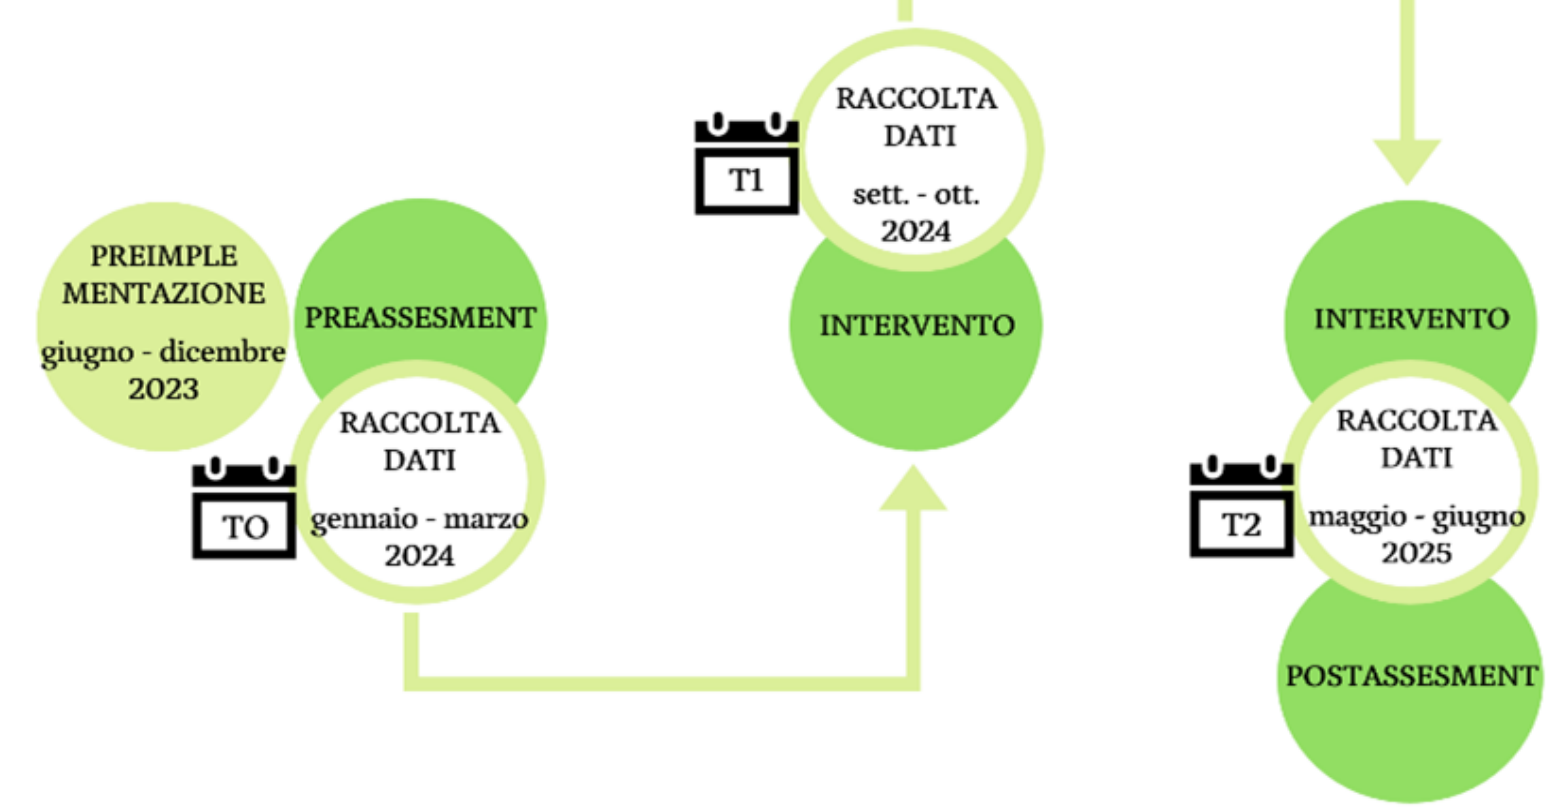 PREIMPLE
MENTAZIONE
giugno - dicembre
2023
PREASSESMENT
RACCOLTA
DATI
gennaio - marzo
2024
TO
RACCOLTA
DATI
sett. - ott.
2024
T1
INTERVENTO
INTERVENTO
RACCOLTA
DATI
maggio - giugno
2025
T2
POSTASSESMENT